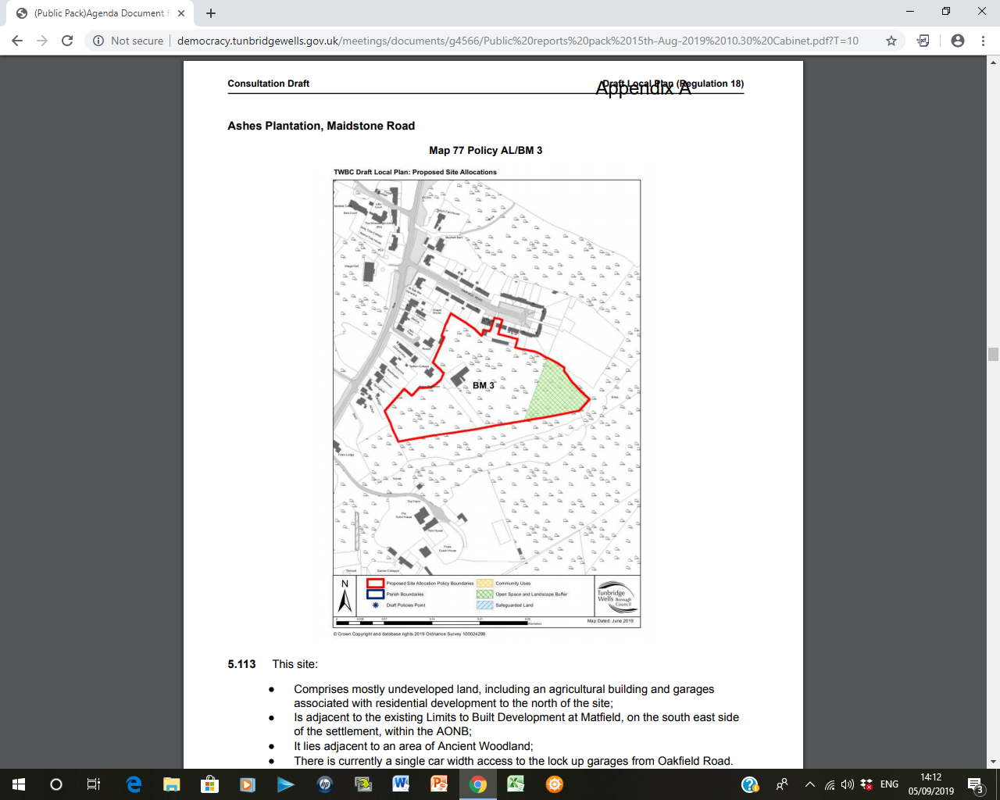 (Public Pack)Agenda Document f
Not secure
democracy.tunbridgewells.gov.uk/meetings/documents/g4566/Public%20reports%20pack%2015th-Aug-2019%2010.30%20Cabinet.pdf?T=10
Consultation Draft
Draft Local Plan (Regulation 18)
Appendix A
Ashes Plantation, Maidstone Road
Map 77 Policy AL/BM 3
TWBC Draft Local Plan: Proposed Site Allocations
Village Hall
OAKFIELD ROAD
BM 3
N
Proposed Site Allocation Policy Boundaries
Parish Boundaries
Draft Policies Point
Community Uses
Open Space and Landscape Buffer
Safeguarded Land
Tunbridge
Wells Borough
Council
Map Dated: June 2019
© Crown Copyright and database rights 2019 Ordnance Survey 100024298
5.113 This site:
• Comprises mostly undeveloped land, including an agricultural building and garages
associated with residential development to the north of the site;
• Is adjacent to the existing Limits to Built Development at Matfield, on the south east side
of the settlement, within the AONB;
• It lies adjacent to an area of Ancient Woodland;
• There is currently a single car width access to the lock up garages from Oakfield Road.
ENG
14:12
05/09/2019
3